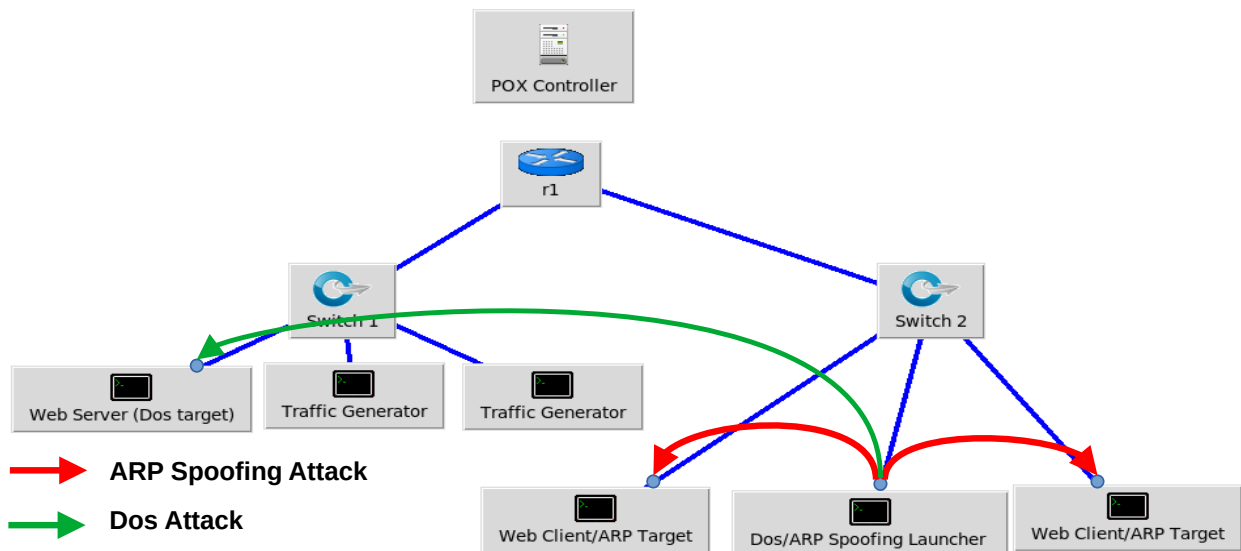 POX Controller
r1
Switch 1
Switch 2
Web Server (Dos target)
Traffic Generator
Traffic Generator
ARP Spoofing Attack
Dos Attack
Web Client/ARP Target
Dos/ARP Spoofing Launcher
Web Client/ARP Target